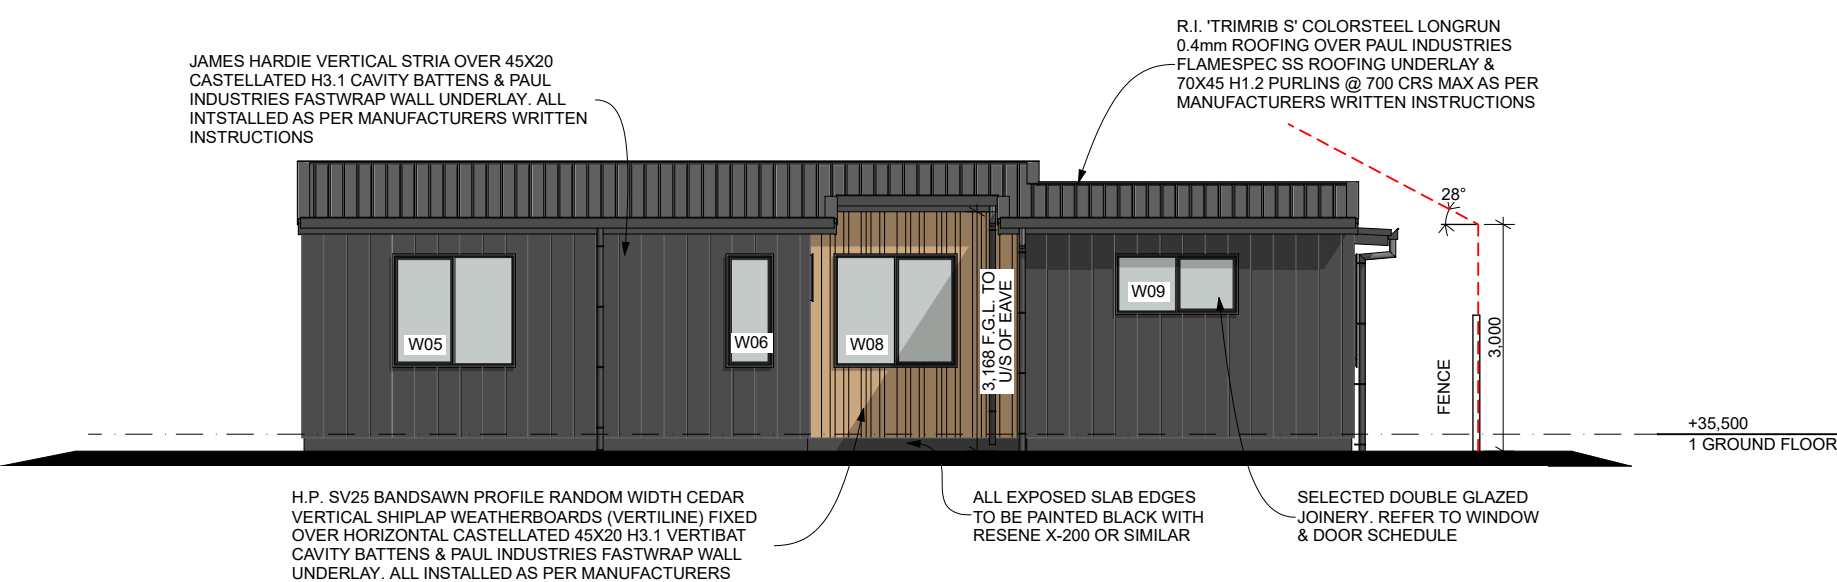 JAMES HARDIE VERTICAL STRIA OVER 45X20
CASTELLATED H3.1 CAVITY BATTENS & PAUL
INDUSTRIES FASTWRAP WALL UNDERLAY. ALL
INTSTALLED AS PER MANUFACTURERS WRITTEN
INSTRUCTIONS
R.I. 'TRIMRIB S' COLORSTEEL LONGRUN
0.4mm ROOFING OVER PAUL INDUSTRIES
FLAMESPEC SS ROOFING UNDERLAY &
70X45 H1.2 PURLINS @ 700 CRS MAX AS PER
MANUFACTURERS WRITTEN INSTRUCTIONS
28°
W05
W06
W08
3,168 F.G.L. TO
U/S OF EAVE
W09
FENCE
3,000
+35,500
1 GROUND FLOOR
H.P. SV25 BANDSAWN PROFILE RANDOM WIDTH CEDAR
VERTICAL SHIPLAP WEATHERBOARDS (VERTILINE) FIXED
OVER HORIZONTAL CASTELLATED 45X20 H3.1 VERTIBAT
CAVITY BATTENS & PAUL INDUSTRIES FASTWRAP WALL
UNDERLAY. ALL INSTALLED AS PER MANUFACTURERS
ALL EXPOSED SLAB EDGES
TO BE PAINTED BLACK WITH
RESENE X-200 OR SIMILAR
SELECTED DOUBLE GLAZED
JOINERY. REFER TO WINDOW
& DOOR SCHEDULE